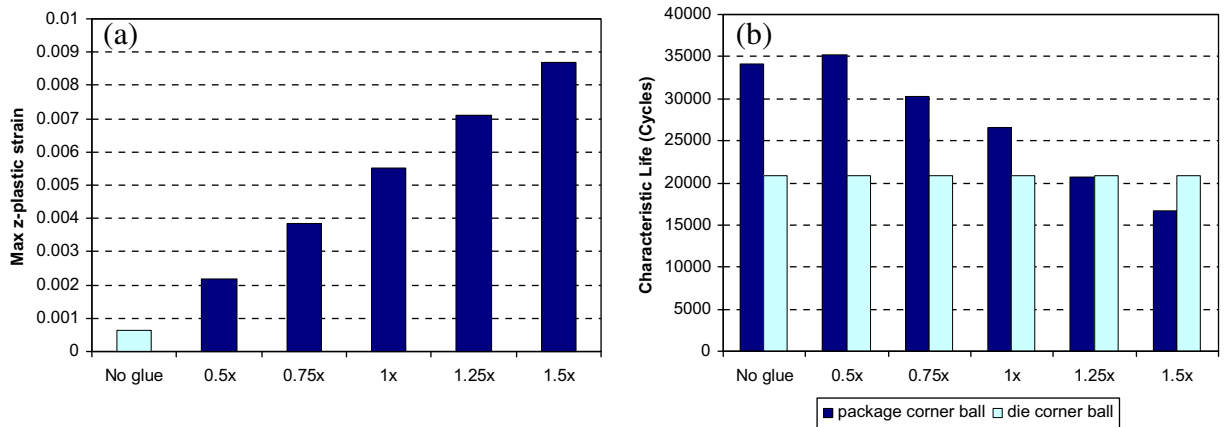 (a)
Max z-plastic strain
0.01
0.009
0.008
0.007
0.006
0.005
0.004
0.003
0.002
0.001
0
No glue 0.5x 0.75x 1x 1.25x 1.5x
(b)
Characteristic Life (Cycles)
40000
35000
30000
25000
20000
15000
10000
5000
0
No glue 0.5x 0.75x 1x 1.25x 1.5x
package corner ball die corner ball